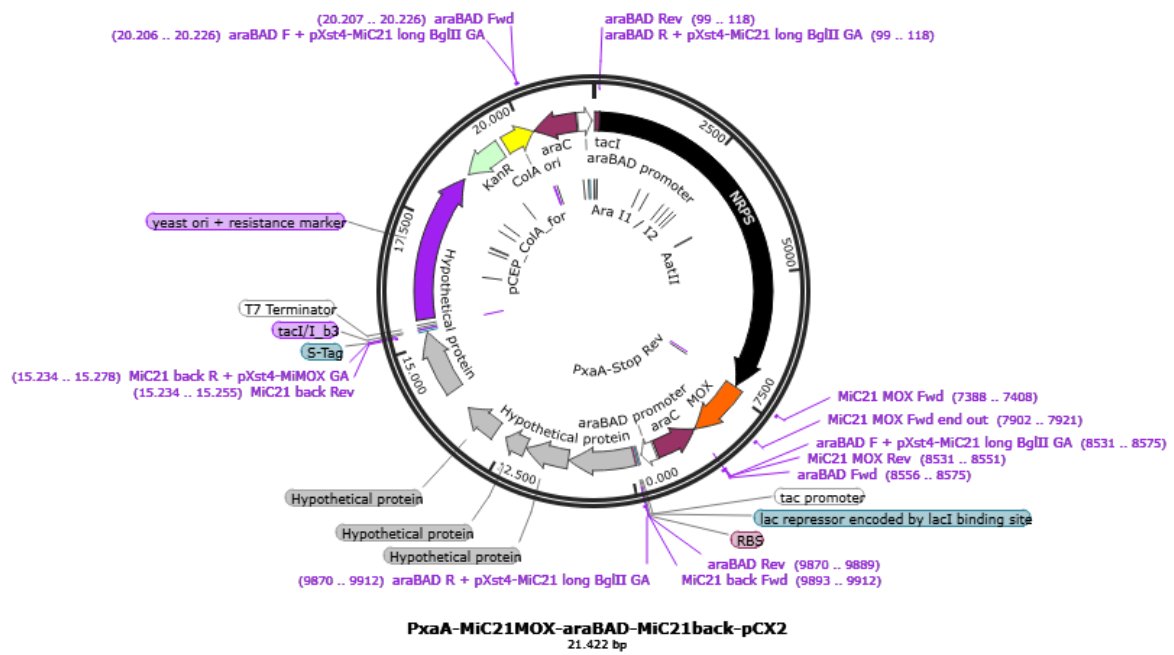 (20.207 .. 20.226) araBAD Fwd
(20.206 .. 20.226) araBAD F + pXst4-MiC21 long BglII GA
araBAD Rev (99 .. 118)
araBAD R + pXst4-MiC21 long BglII GA (99 .. 118)
20.000
2500
5000
7500
0.000
2.500
15.000
17.500
araC
tacI
araBAD promoter
ColA ori
KanR
NRPS
Ara I1 / I2
AatII
pCEP_ColA_for
Hypothetical protein
yeast ori + resistance marker
T7 Terminator
tacI/I_b3
S-Tag
(15.234 .. 15.278) MiC21 back R + pXst4-MiMOX GA
(15.234 .. 15.255) MiC21 back Rev
Hypothetical protein
PxaA-Stop Rev
MOX
araC
araBAD promoter
MiC21 MOX Fwd (7388 .. 7408)
MiC21 MOX Fwd end out (7902 .. 7921)
araBAD F + pXst4-MiC21 long BglII GA (8531 .. 8575)
MiC21 MOX Rev (8531 .. 8551)
araBAD Fwd (8556 .. 8575)
tac promoter
lac repressor encoded by lacI binding site
RBS
Hypothetical protein
Hypothetical protein
Hypothetical protein
araBAD Rev (9870 .. 9889)
(9870 .. 9912) araBAD R + pXst4-MiC21 long BglII GA
MiC21 back Fwd (9893 .. 9912)
PxaA-MiC21MOX-araBAD-MiC21back-pCX2
21.422 bp